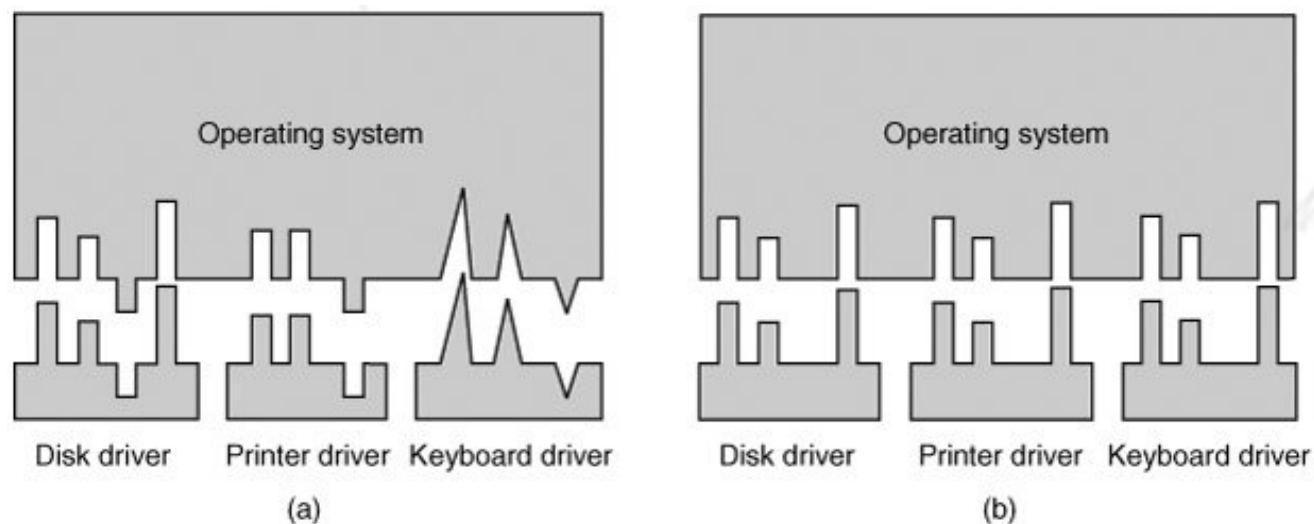 Operating system
Disk driver Printer driver Keyboard driver
(a)
Operating system
Disk driver Printer driver Keyboard driver
(b)